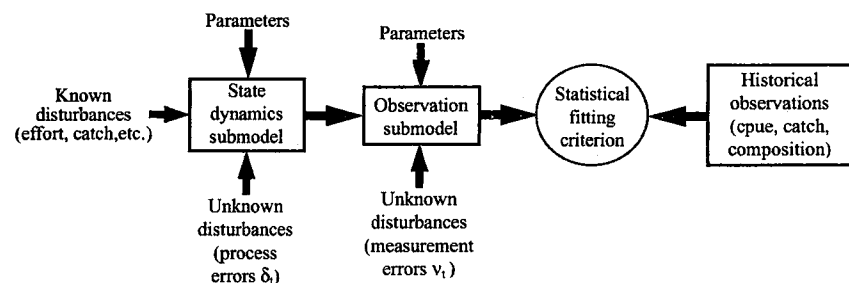 Parameters
Parameters
Known
disturbances
(effort, catch,etc.)
State
dynamics
submodel
Observation
submodel
Statistical
fitting
criterion
Historical
observations
(cpue, catch,
composition)
Unknown
disturbances
(process
errors δₜ)
Unknown
disturbances
(measurement
errors νₜ )